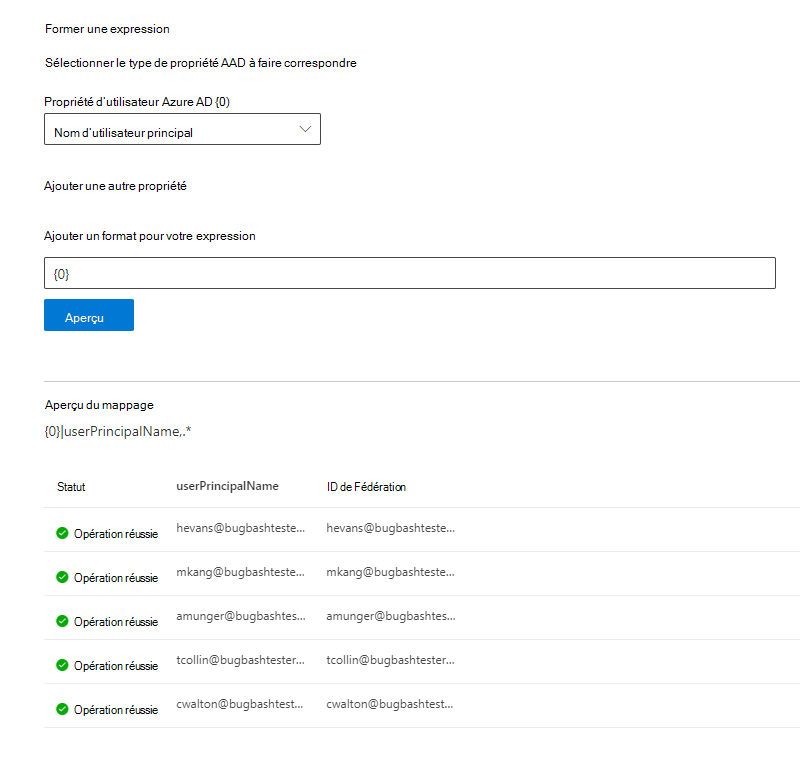 Former une expression
Sélectionner le type de propriété AAD à faire correspondre
Propriété d'utilisateur Azure AD {0)
Nom d'utilisateur principal
Ajouter une autre propriété
Ajouter un format pour votre expression
{0}
Aperçu
Aperçu du mappage
{0}|userPrincipalName,.*
Statut userPrincipalName ID de Fédération
Opération réussie hevans@bugbashteste... hevans@bugbashteste...
Opération réussie mkang@bugbashteste... mkang@bugbashteste...
Opération réussie amunger@bugbashtes... amunger@bugbashtes...
Opération réussie tcollin@bugbashtester... tcollin@bugbashtester...
Opération réussie cwalton@bugbashtest... cwalton@bugbashtest...